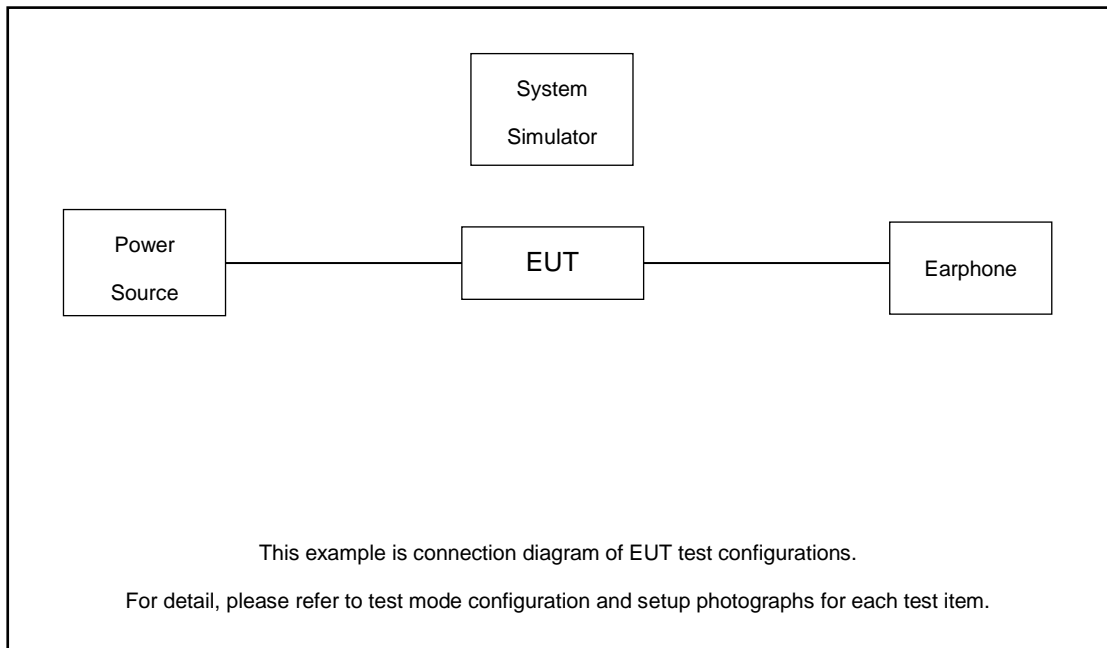 System
Simulator
Power
Source
EUT
Earphone
This example is connection diagram of EUT test configurations.
For detail, please refer to test mode configuration and setup photographs for each test item.